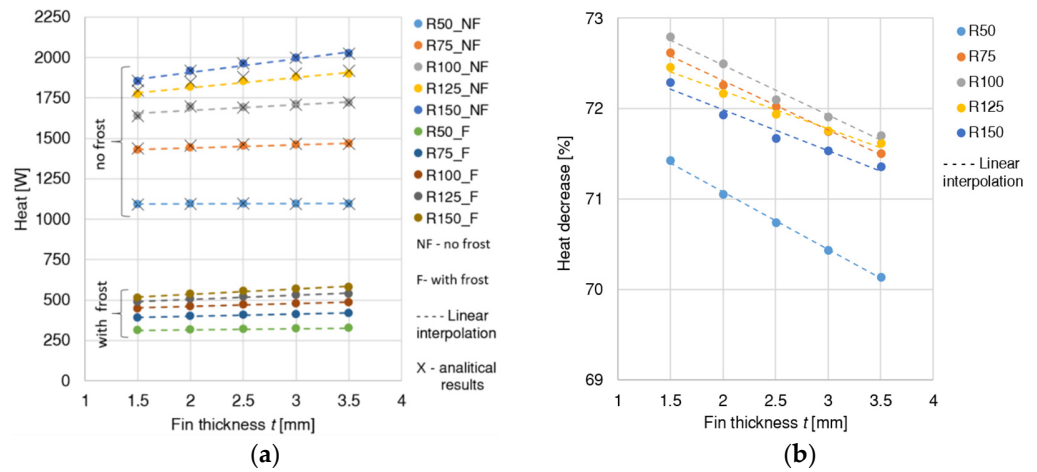 2250
2000
1750
1500
1250
1000
750
500
250
0
Heat [W]
no frost
with frost
1 1.5 2 2.5 3 3.5 4
Fin thickness t [mm]
R50_NF
R75_NF
R100_NF
R125_NF
R150_NF
R50_F
R75_F
R100_F
R125_F
R150_F
NF - no frost
F- with frost
---- Linear
interpolation
X - analitical
results
(a)
73
72
71
70
69
Heat decrease [%]
1 1.5 2 2.5 3 3.5 4
Fin thickness t [mm]
R50
R75
R100
R125
R150
---- Linear
interpolation
(b)